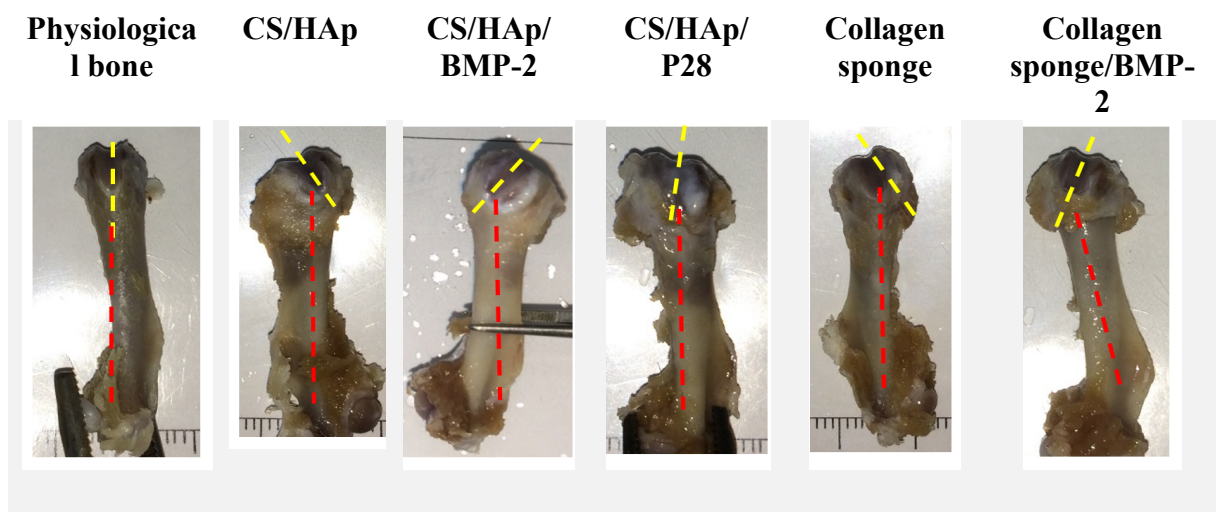 Physiologica
l bone
CS/HAp
CS/HAp/
BMP-2
CS/HAp/
P28
Collagen
sponge
Collagen
sponge/BMP-
2